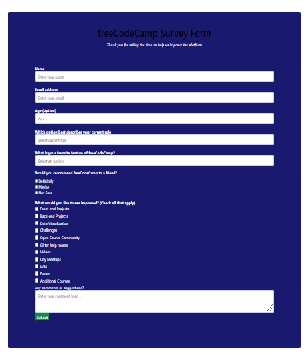 freeCodeCamp Survey Form
Thank you for taking the time to help us improve the platform
Name
Enter your name
Email address
Enter your email
Age (option)
Age
Which option best describes your current role
What is your favorite feature of freeCodeCamp?
Select an option
Would you recommend freeCodeCamp to a friend?
Definitely
Maybe
Not Sure
What would you like to see improved? (Check all that apply)
Front-end Projects
Back-end Projects
Data Visualization
Challenges
Open Source Community
Gitter help rooms
Videos
City Meetups
Wiki
Forum
Additional Courses
Any comments or suggestions?
Enter your comment here...
Submit